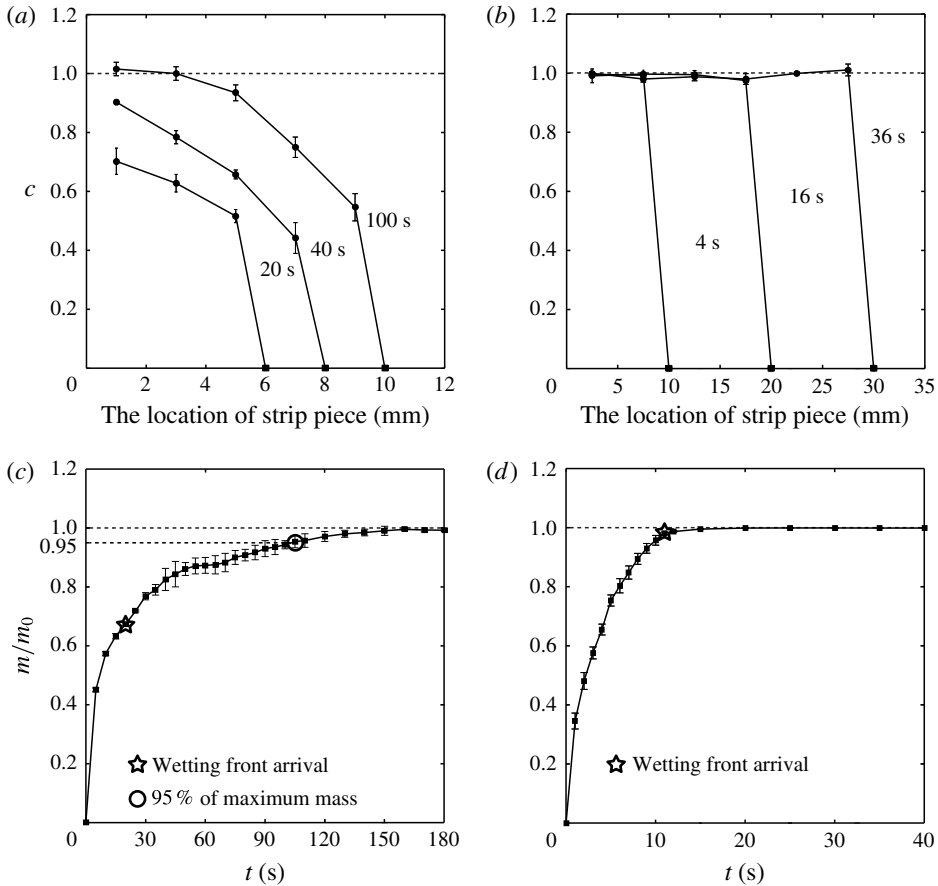 (a)
1.2
1.0
0.8
0.6
0.4
0.2
0
c
100 s
40 s
20 s
2 4 6 8 10 12
The location of strip piece (mm)
(b)
1.2
1.0
0.8
0.6
0.4
0.2
0
36 s
16 s
4 s
5 10 15 20 25 30 35
The location of strip piece (mm)
(c)
1.2
1.0
0.95
0.8
0.6
0.4
0.2
0
m/m0
Wetting front arrival
95 % of maximum mass
30 60 90 120 150 180
t (s)
(d)
1.2
1.0
0.8
0.6
0.4
0.2
0
Wetting front arrival
10 20 30 40
t (s)